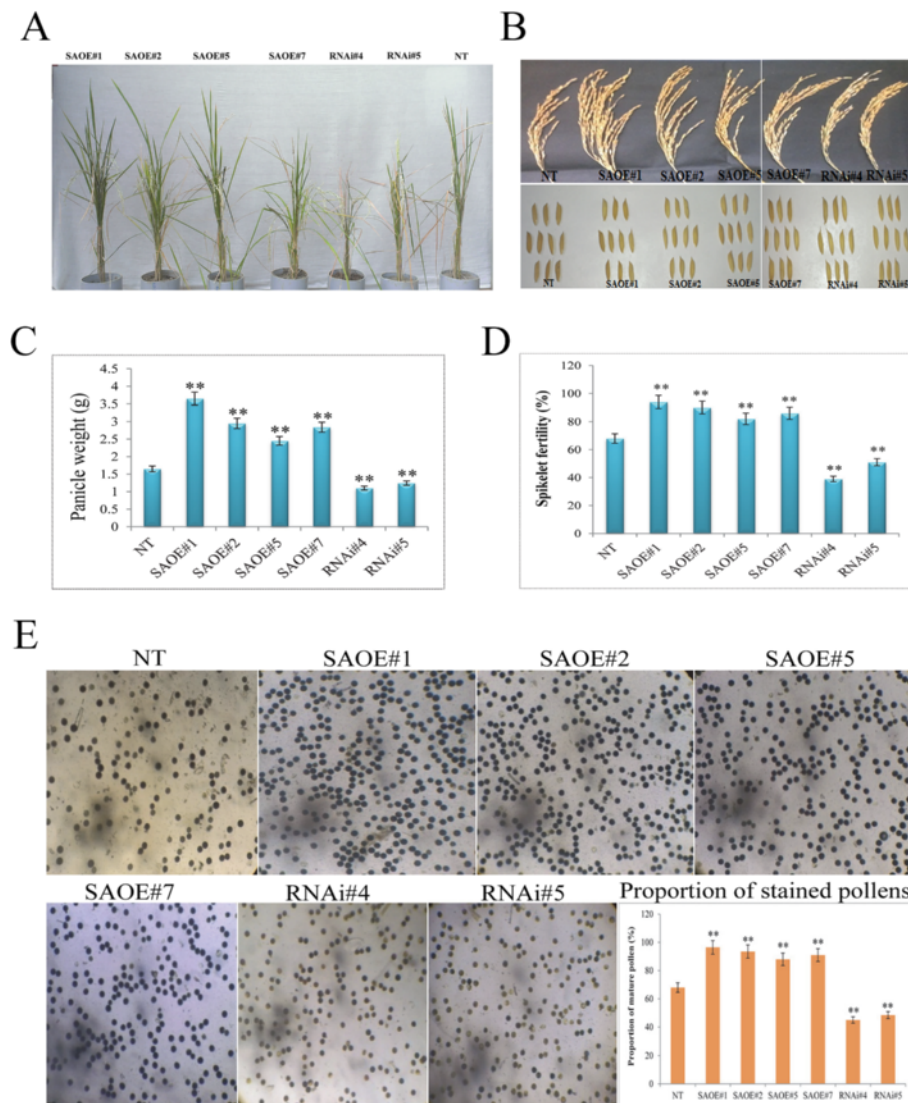 A
SAOE#1 SAOE#2 SAOE#5 SAOE#7 RNAi#4 RNAi#5 NT
B
NT SAOE#1 SAOE#2 SAOE#5 SAOE#7 RNAi#4 RNAi#5
NT SAOE#1 SAOE#2 SAOE#5 SAOE#7 RNAi#4 RNAi#5
C
Panicle weight (g)
4.5
4
3.5
3
2.5
2
1.5
1
0.5
0
** ** ** ** ** **
NT SAOE#1 SAOE#2 SAOE#5 SAOE#7 RNAi#4 RNAi#5
D
Spikelet fertility (%)
120
100
80
60
40
20
0
** ** ** ** ** **
NT SAOE#1 SAOE#2 SAOE#5 SAOE#7 RNAi#4 RNAi#5
E
NT SAOE#1 SAOE#2 SAOE#5
SAOE#7 RNAi#4 RNAi#5 Proportion of stained pollens
Proportion of mature pollen (%)
120
100
80
60
40
20
0
** ** ** ** ** **
NT SAOE#1 SAOE#2 SAOE#5 SAOE#7 RNAi#4 RNAi#5